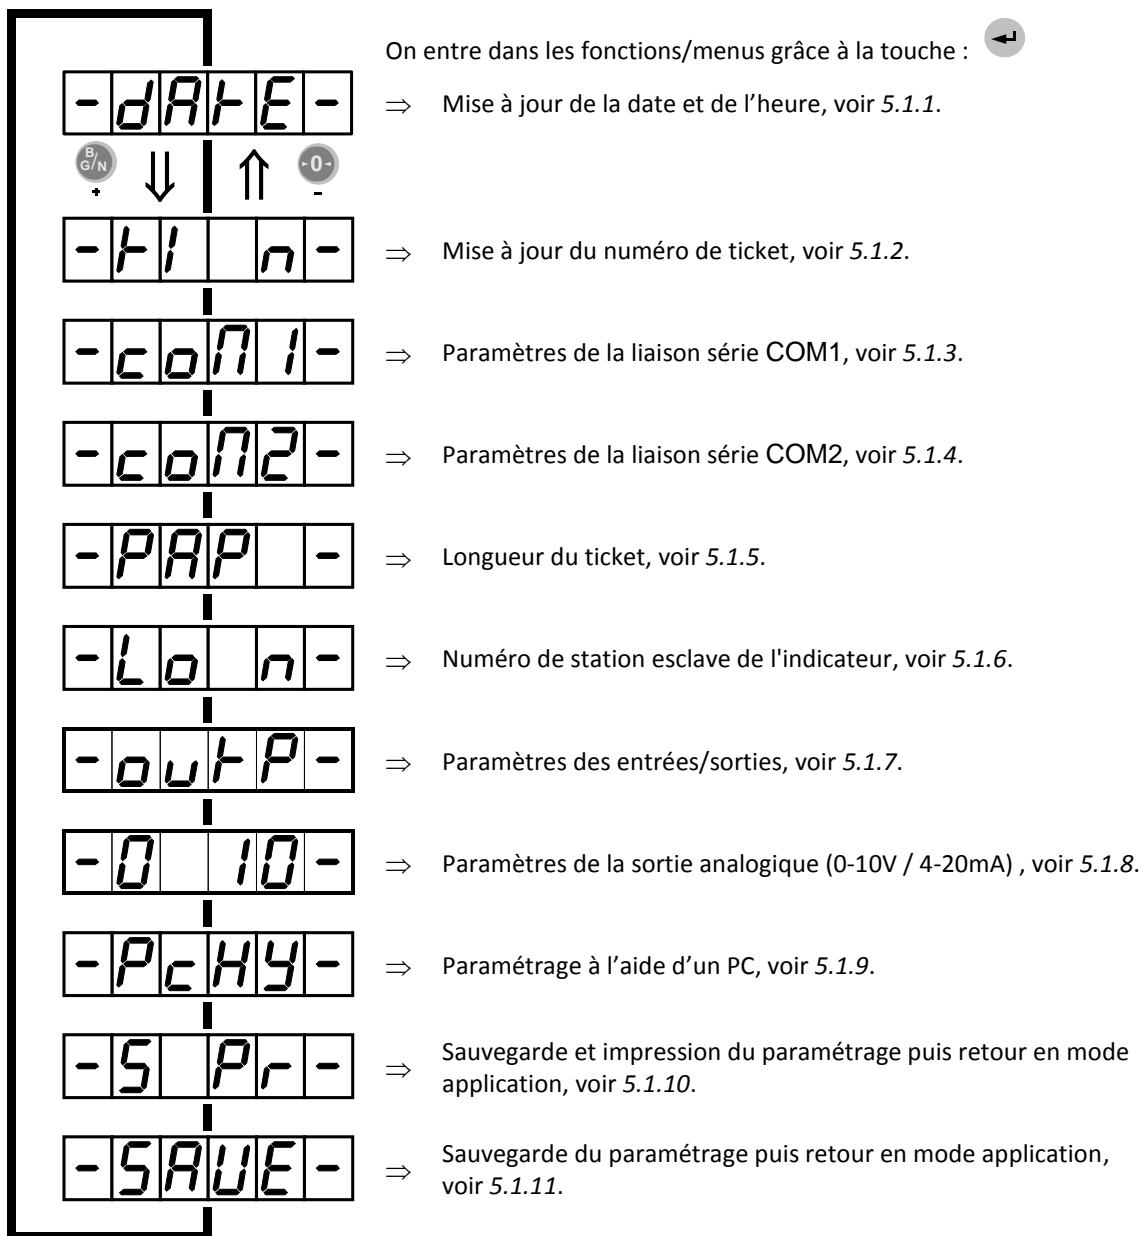 On entre dans les fonctions/menus grâce à la touche :
-dAtE- ⇒ Mise à jour de la date et de l’heure, voir 5.1.1.
B/G/N + ⇓ ⇑ -0- -
-tI n- ⇒ Mise à jour du numéro de ticket, voir 5.1.2.
-coM1- ⇒ Paramètres de la liaison série COM1, voir 5.1.3.
-coM2- ⇒ Paramètres de la liaison série COM2, voir 5.1.4.
-PAP - ⇒ Longueur du ticket, voir 5.1.5.
-Lo n- ⇒ Numéro de station esclave de l'indicateur, voir 5.1.6.
-outP- ⇒ Paramètres des entrées/sorties, voir 5.1.7.
-0 10- ⇒ Paramètres de la sortie analogique (0-10V / 4-20mA) , voir 5.1.8.
-PcHY- ⇒ Paramétrage à l’aide d’un PC, voir 5.1.9.
-S Pr- ⇒ Sauvegarde et impression du paramétrage puis retour en mode
application, voir 5.1.10.
-SAUE- ⇒ Sauvegarde du paramétrage puis retour en mode application,
voir 5.1.11.